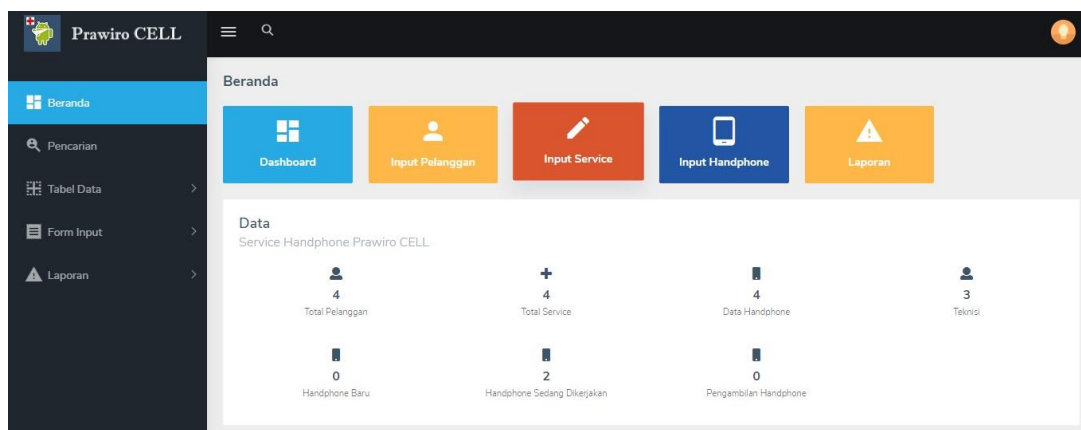 Prawiro CELL
Beranda
Pencarian
Tabel Data
Form Input
Laporan
Beranda
Dashboard
Input Pelanggan
Input Service
Input Handphone
Laporan
Data
Service Handphone Prawiro CELL
4
Total Pelanggan
4
Total Service
4
Data Handphone
3
Teknisi
0
Handphone Baru
2
Handphone Sedang Dikerjakan
0
Pengambilan Handphone